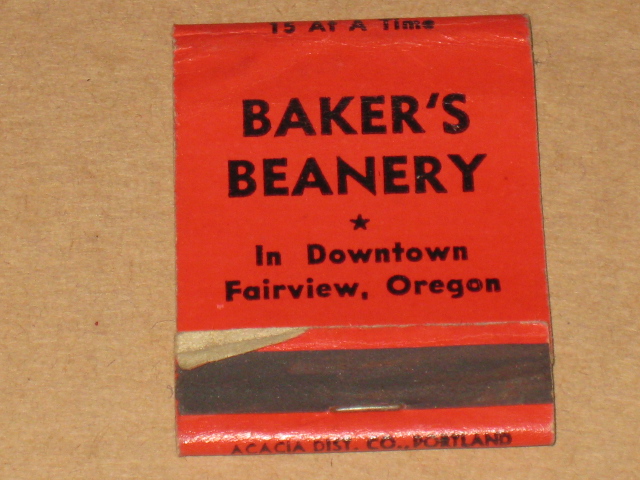 15 At A Time
BAKER'S
BEANERY
In Downtown
Fairview, Oregon
ACACIA DIST. CO., PORTLAND